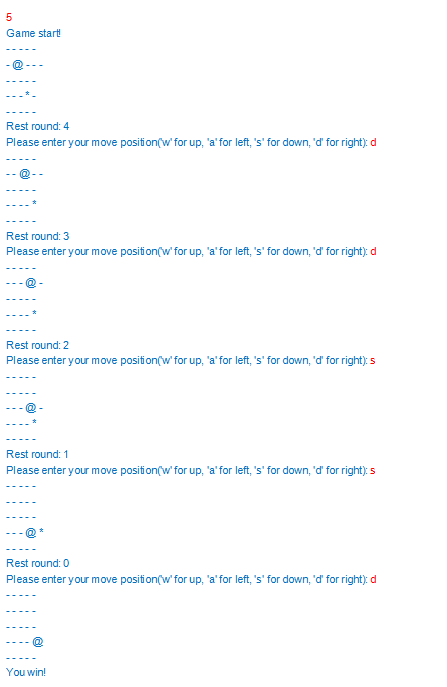 5
Game start!
- - - - -
- @ - - -
- - - - -
- - - * -
- - - - -
Rest round: 4
Please enter your move position('w' for up, 'a' for left, 's' for down, 'd' for right): d
- - - - -
- - @ - -
- - - - -
- - - - *
- - - - -
Rest round: 3
Please enter your move position('w' for up, 'a' for left, 's' for down, 'd' for right): d
- - - - -
- - - @ -
- - - - -
- - - - *
- - - - -
Rest round: 2
Please enter your move position('w' for up, 'a' for left, 's' for down, 'd' for right): s
- - - - -
- - - - -
- - - @ -
- - - - *
- - - - -
Rest round: 1
Please enter your move position('w' for up, 'a' for left, 's' for down, 'd' for right): s
- - - - -
- - - - -
- - - - -
- - - @ *
- - - - -
Rest round: 0
Please enter your move position('w' for up, 'a' for left, 's' for down, 'd' for right): d
- - - - -
- - - - -
- - - - -
- - - - @
- - - - -
You win!